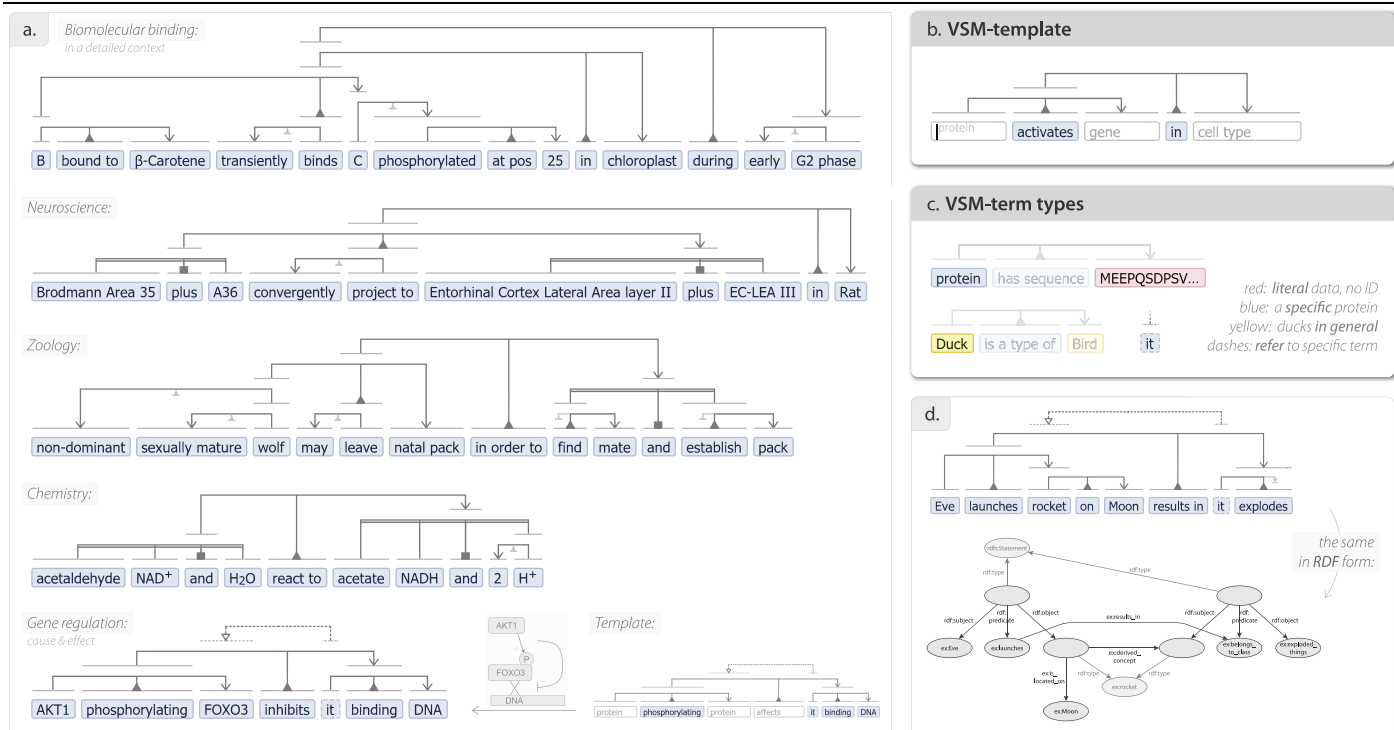 a.
Biomolecular binding:
in a detailed context
B bound to β-Carotene transiently binds C phosphorylated at pos 25 in chloroplast during early G2 phase
Neuroscience:
Brodmann Area 35 plus A36 convergently project to Entorhinal Cortex Lateral Area layer II plus EC-LEA III in Rat
Zoology:
non-dominant sexually mature wolf may leave natal pack in order to find mate and establish pack
Chemistry:
acetaldehyde NAD⁺ and H₂O react to acetate NADH and 2 H⁺
Gene regulation:
cause & effect
AKT1 phosphorylating FOXO3 inhibits it binding DNA
AKT1
P
FOXO3
DNA
Template:
protein phosphorylating protein affects it binding DNA
b. VSM-template
protein activates gene in cell type
c. VSM-term types
protein has sequence MEEPQSDPSV...
Duck is a type of Bird it
red: literal data, no ID
blue: a specific protein
yellow: ducks in general
dashes: refer to specific term
d.
Eve launches rocket on Moon results in it explodes
the same
in RDF form:
rdfs:Statement
rdf:type
rdf:type
rdf:subject
rdf:
predicate
rdf:object
ex:results_in
rdf:subject
rdf:
predicate
rdf:object
ex:Eve
ex:launches
ex:derived_
concept
ex:belongs_
to_class
ex:exploded_
things
ex:is_
located_on
rdf:type
rdf:type
ex:rocket
ex:Moon